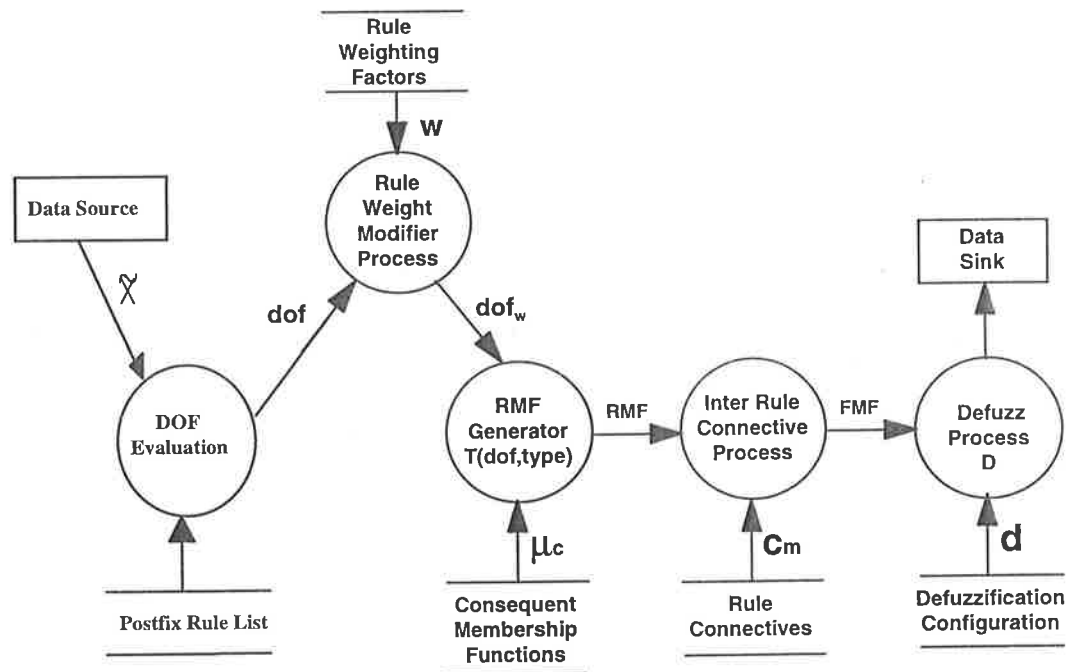 Rule
Weighting
Factors
w
Data Source
Rule
Weight
Modifier
Process
Data
Sink
x̃
dof
dofw
DOF
Evaluation
RMF
Generator
T(dof,type)
RMF
Inter Rule
Connective
Process
FMF
Defuzz
Process
D
μc
Cm
d
Postfix Rule List
Consequent
Membership
Functions
Rule
Connectives
Defuzzification
Configuration